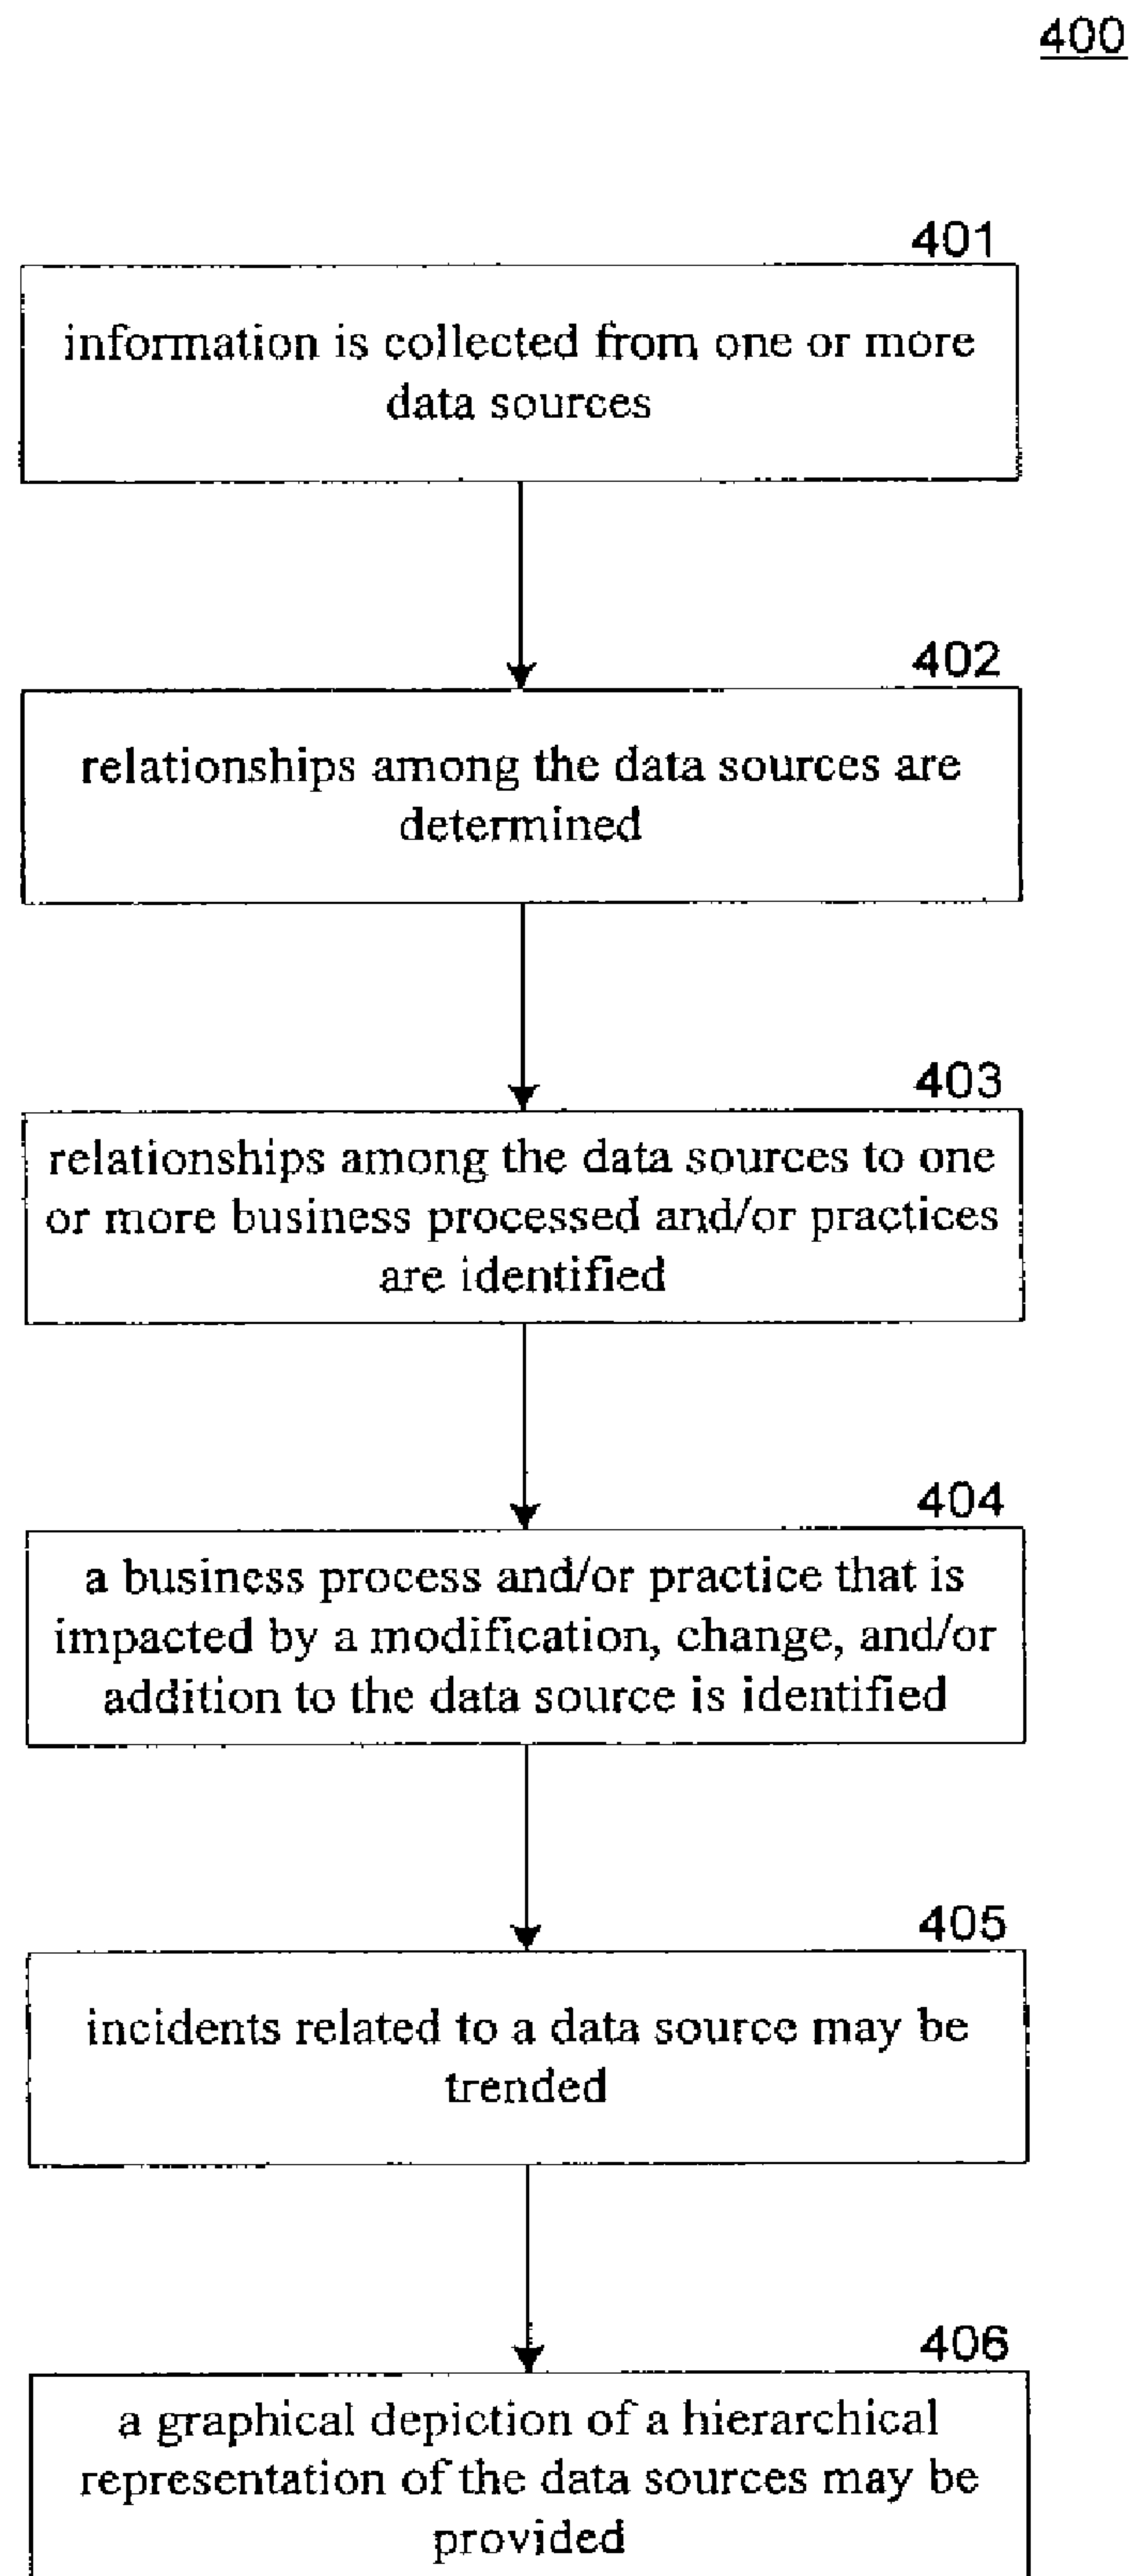 400
401
information is collected from one or more
data sources
402
relationships among the data sources are
determined
403
relationships among the data sources to one
or more business processed and/or practices
are identified
404
a business process and/or practice that is
impacted by a modification, change, and/or
addition to the data source is identified
405
incidents related to a data source may be
trended
406
a graphical depiction of a hierarchical
representation of the data sources may be
provided